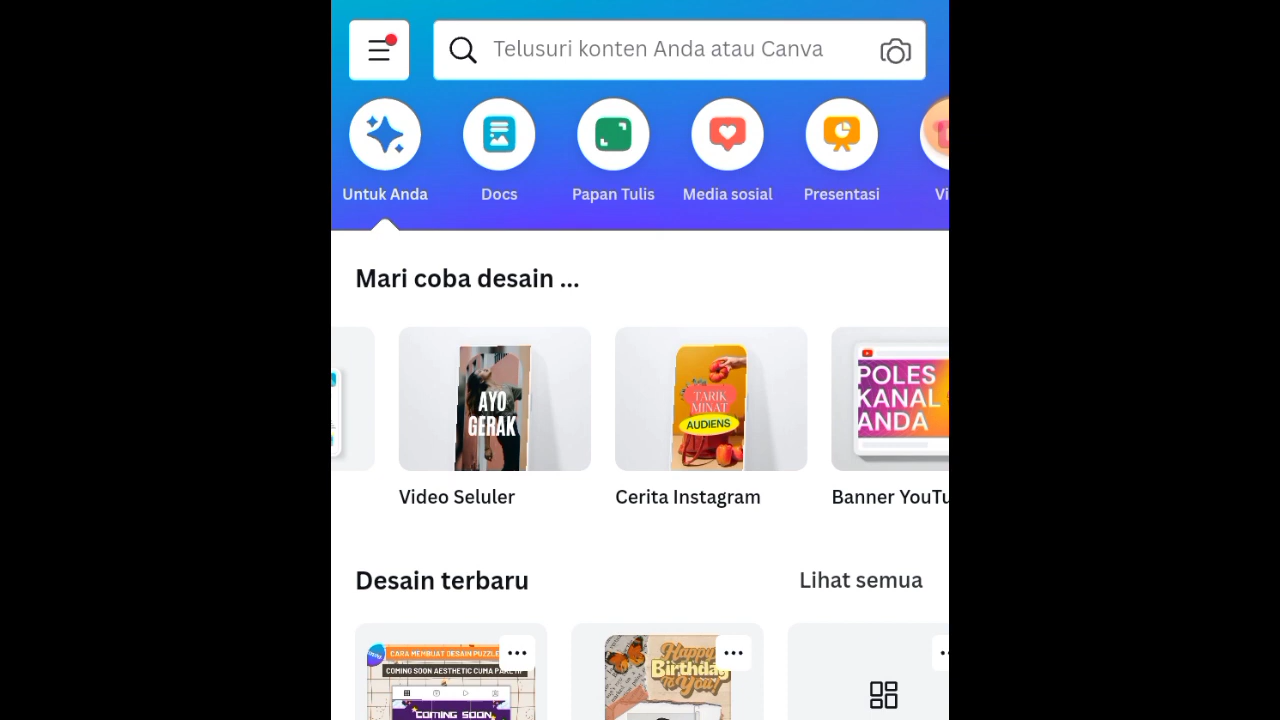 Telusuri konten Anda atau Canva
Untuk Anda
Docs
Papan Tulis
Media sosial
Presentasi
Vi
Mari coba desain ...
AYO
GERAK
TARIK
MINAT
AUDIENS
POLES
KANAL
ANDA
Video Seluler
Cerita Instagram
Banner YouTu
Desain terbaru
Lihat semua
CARA MEMBUAT DESAIN PUZZLE
COMING SOON AESTHETIC CUMA PAKE
COMING SOON
Happy
Birthday
to You!